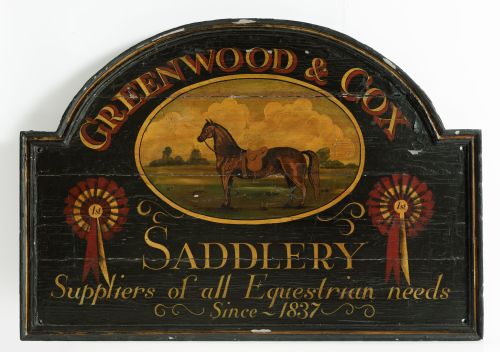 GREENWOOD & COX
1st
1st
SADDLERY
Suppliers of all Equestrian needs
Since ~ 1837